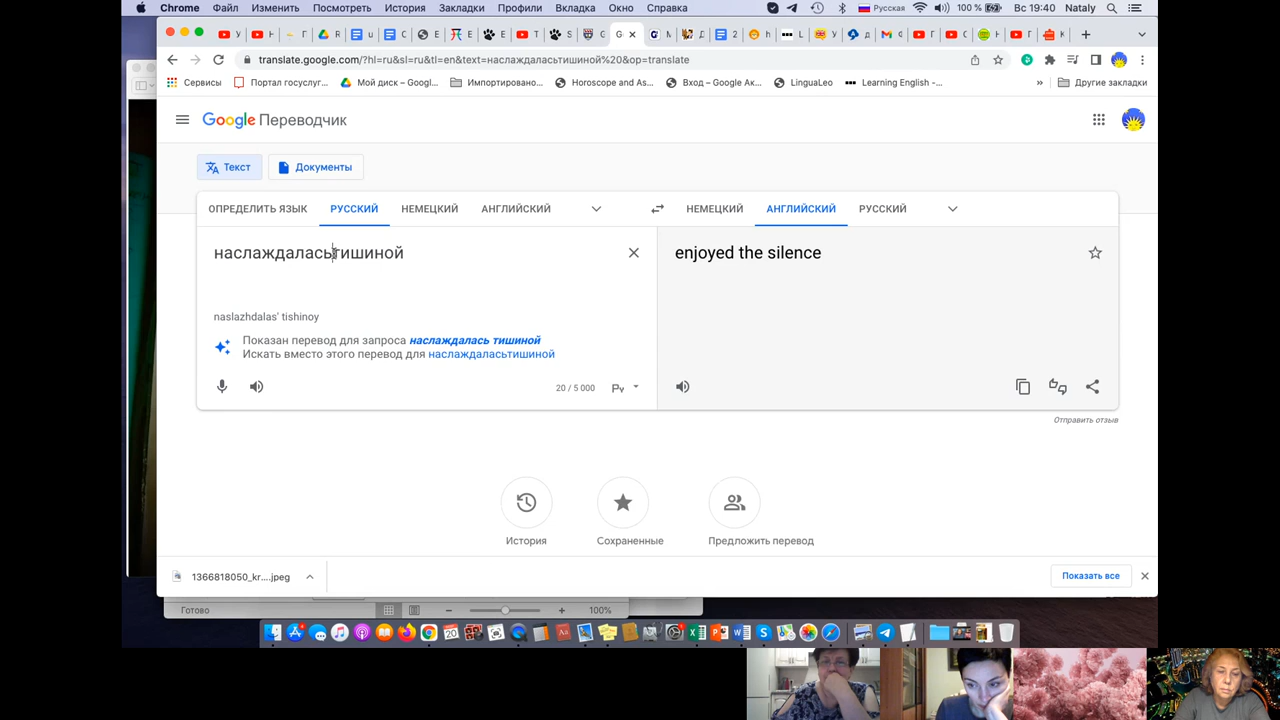 Chrome Файл Изменить Посмотреть История Закладки Профили Вкладка Окно Справка Русская 100 % Вс 19:40 Nataly
translate.google.com/?hl=ru&sl=ru&tl=en&text=наслаждаласьтишиной%20&op=translate
Сервисы Портал госуслуг... Мой диск – Googl... Импортировано... Horoscope and As... Вход – Google Ак... LinguaLeo Learning English -... » Другие закладки
Google Переводчик
Текст Документы
ОПРЕДЕЛИТЬ ЯЗЫК РУССКИЙ НЕМЕЦКИЙ АНГЛИЙСКИЙ НЕМЕЦКИЙ АНГЛИЙСКИЙ РУССКИЙ
наслаждаласьтишиной enjoyed the silence
naslazhdalas' tishinoy
Показан перевод для запроса наслаждалась тишиной
Искать вместо этого перевод для наслаждаласьтишиной
20 / 5 000
Отправить отзыв
История Сохраненные Предложить перевод
1366818050_kr....jpeg Показать все
Готово 100%